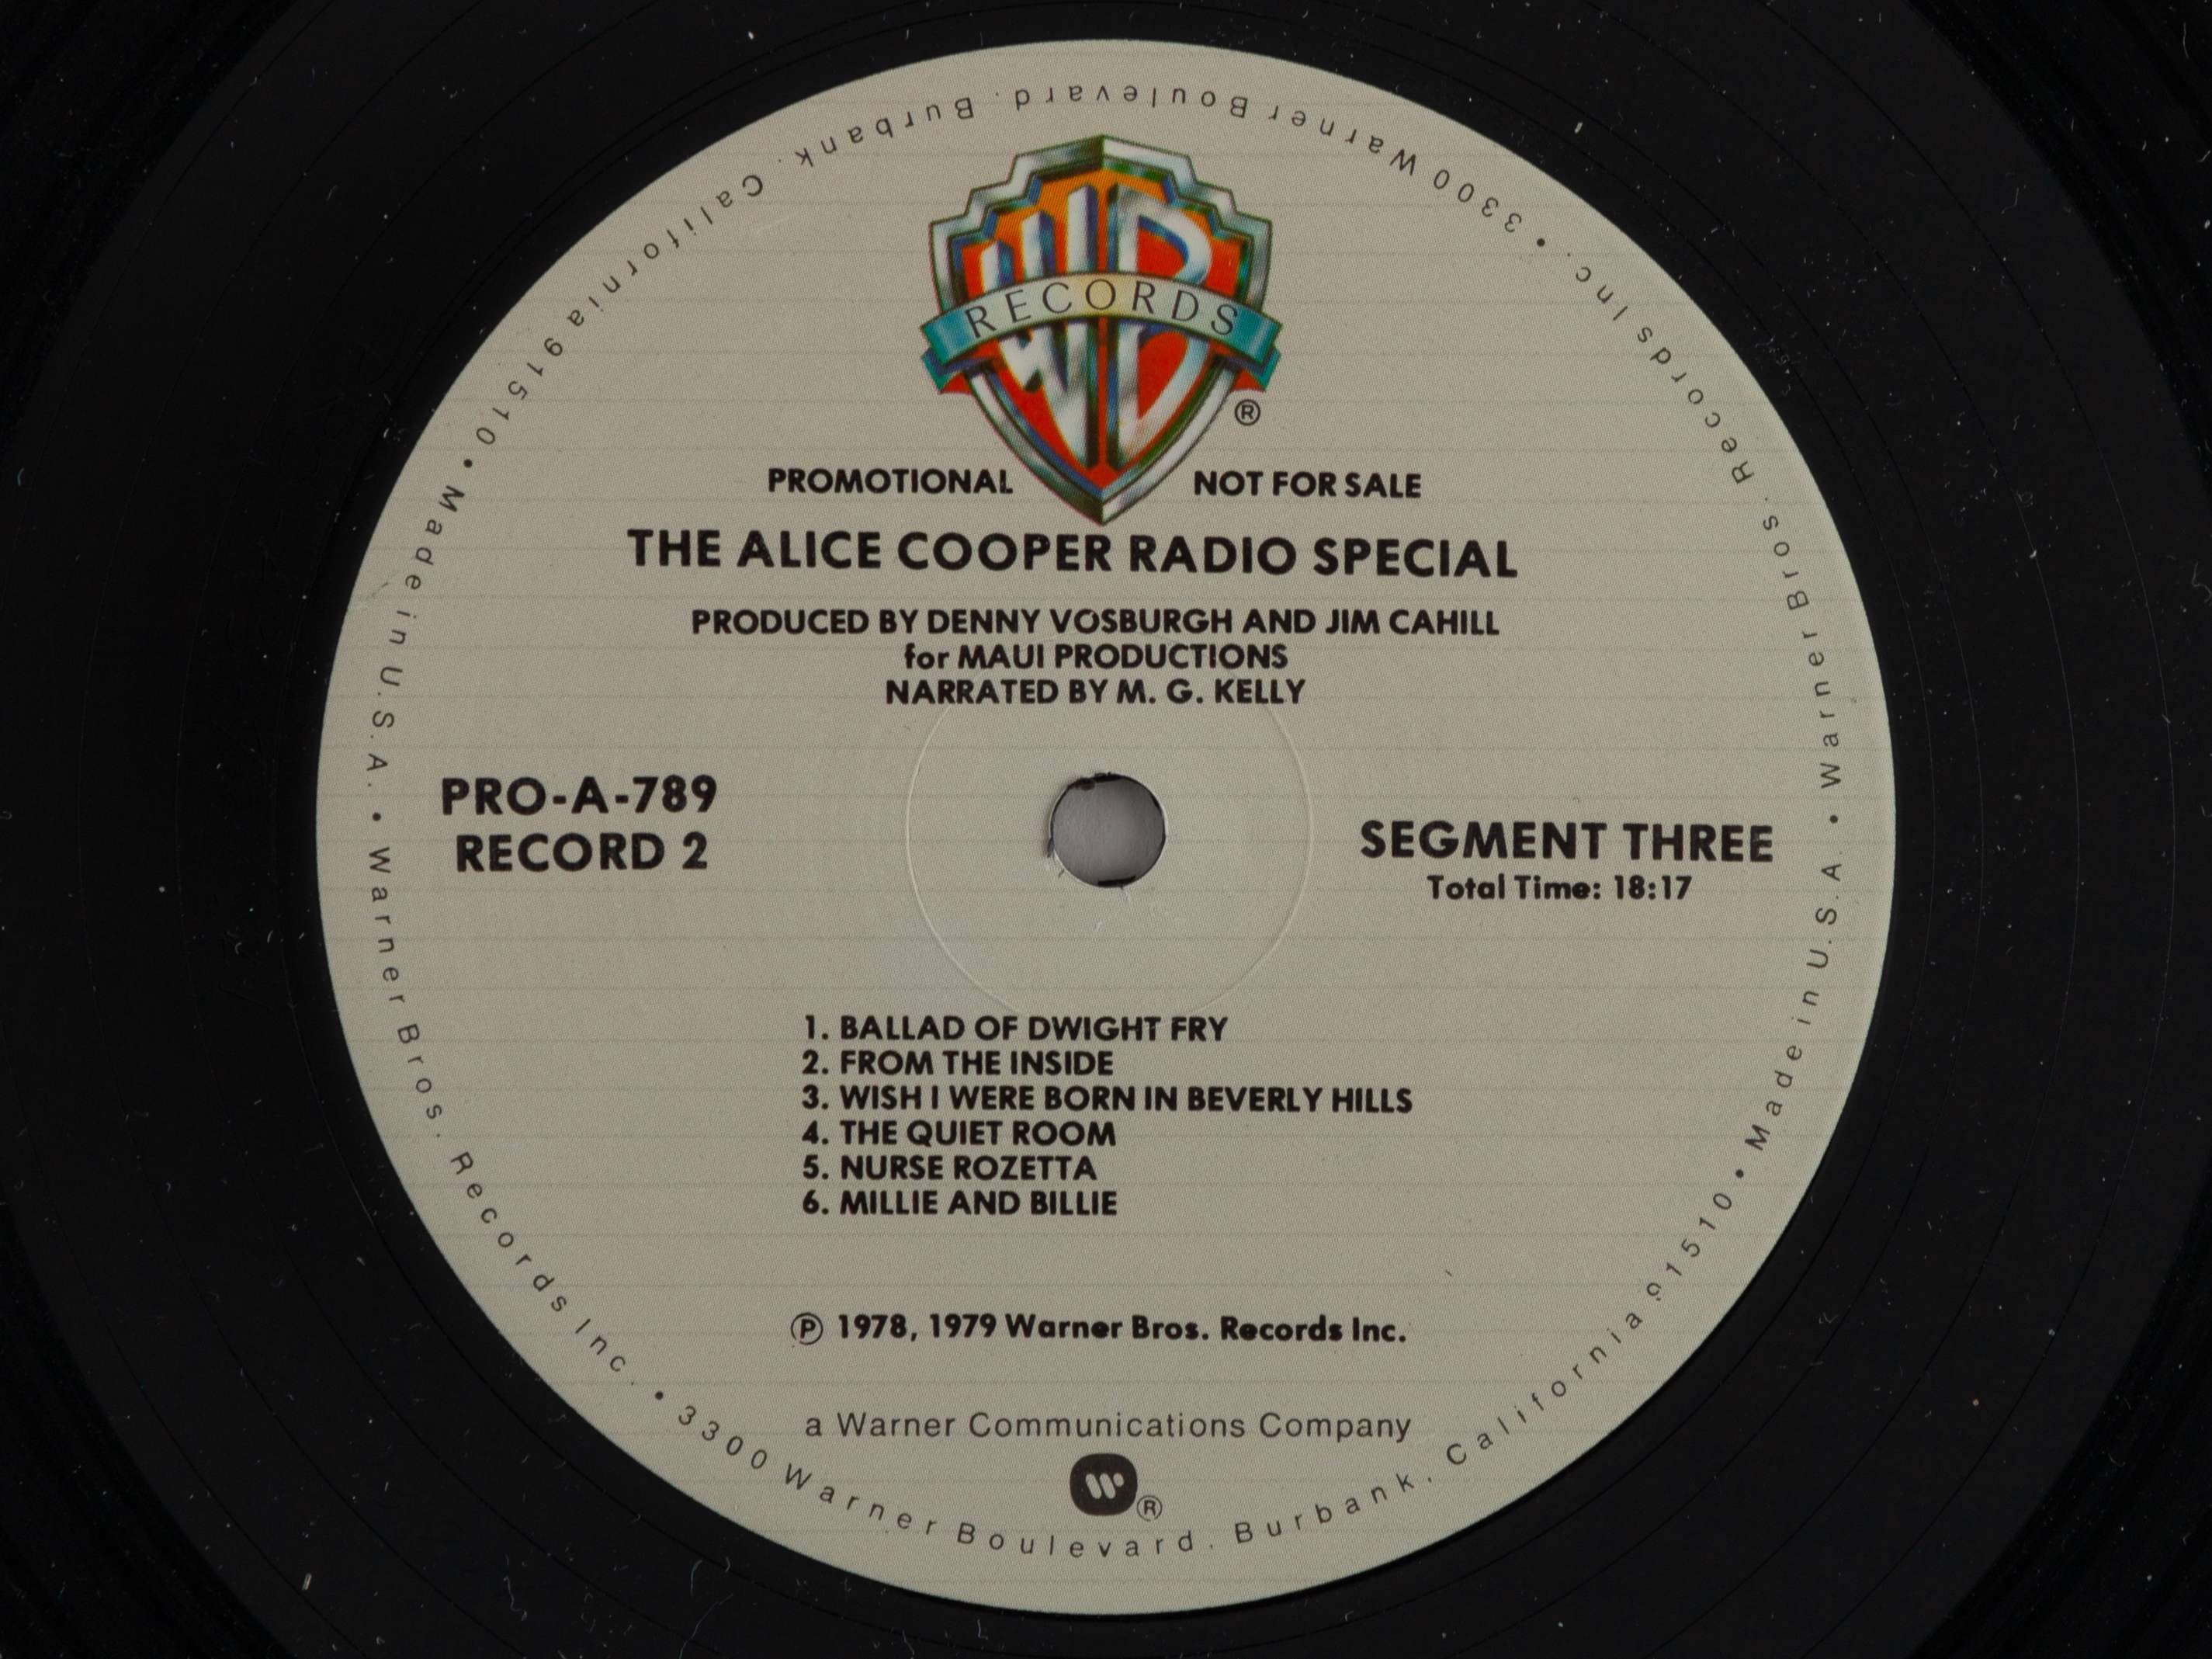 WB
RECORDS
®
PROMOTIONAL NOT FOR SALE
THE ALICE COOPER RADIO SPECIAL
PRODUCED BY DENNY VOSBURGH AND JIM CAHILL
for MAUI PRODUCTIONS
NARRATED BY M. G. KELLY
PRO-A-789
RECORD 2
SEGMENT THREE
Total Time: 18:17
1. BALLAD OF DWIGHT FRY
2. FROM THE INSIDE
3. WISH I WERE BORN IN BEVERLY HILLS
4. THE QUIET ROOM
5. NURSE ROZETTA
6. MILLIE AND BILLIE
℗ 1978, 1979 Warner Bros. Records Inc.
a Warner Communications Company
W ®
Warner Bros. Records Inc. • 3300 Warner Boulevard. Burbank. California 91510 • Made in U.S.A. • Warner Bros. Records Inc. • 3300 Warner Boulevard. Burbank. California 91510 • Made in U.S.A. •